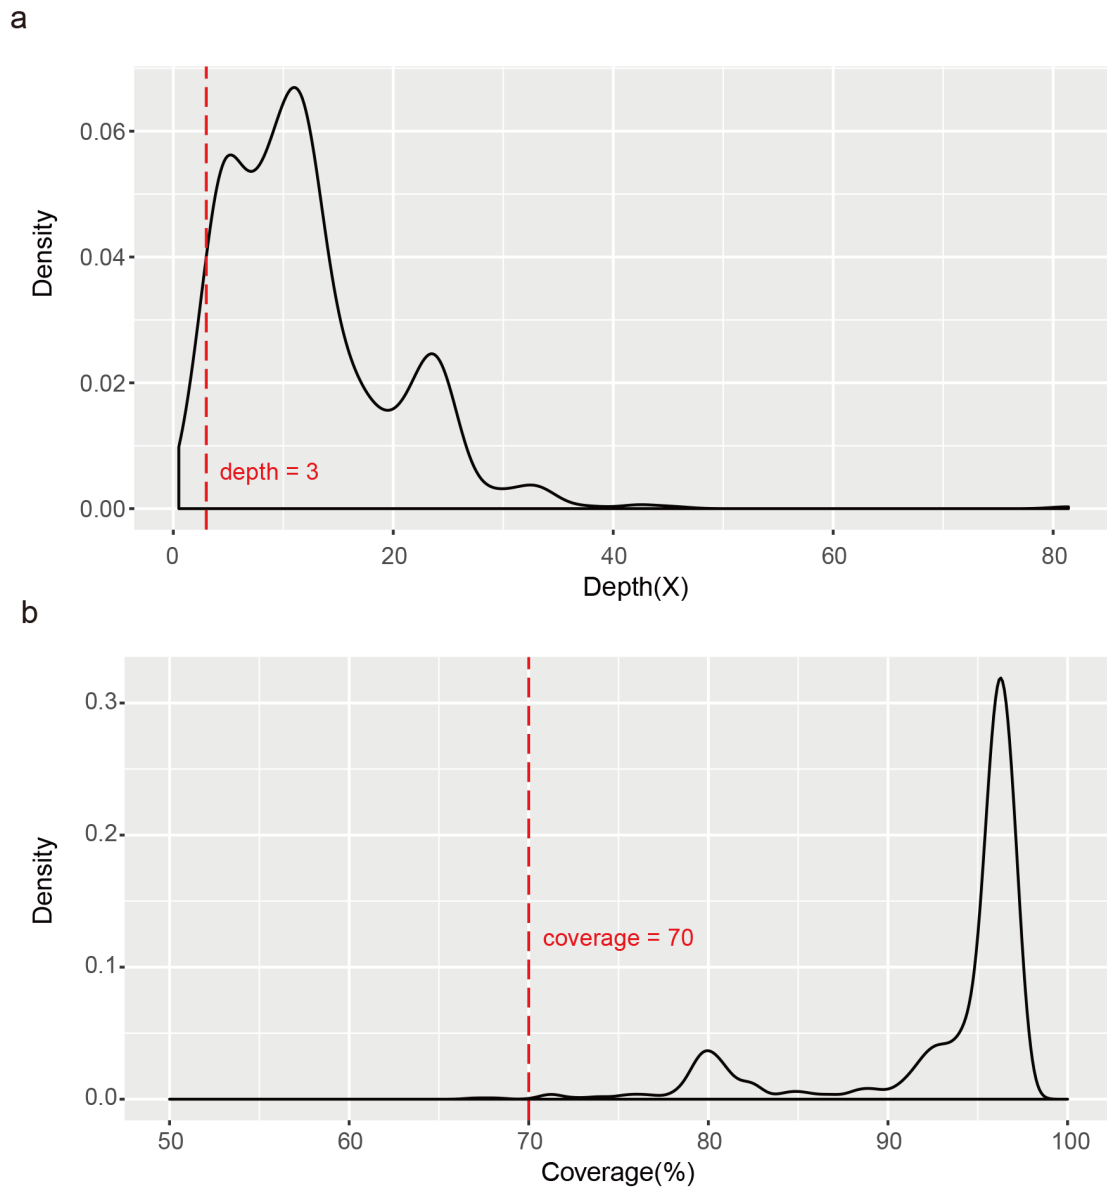 a
0.06
0.04
0.02
0.00
Density
depth = 3
0 20 40 60 80
Depth(X)
b
0.3
0.2
0.1
0.0
Density
coverage = 70
50 60 70 80 90 100
Coverage(%)